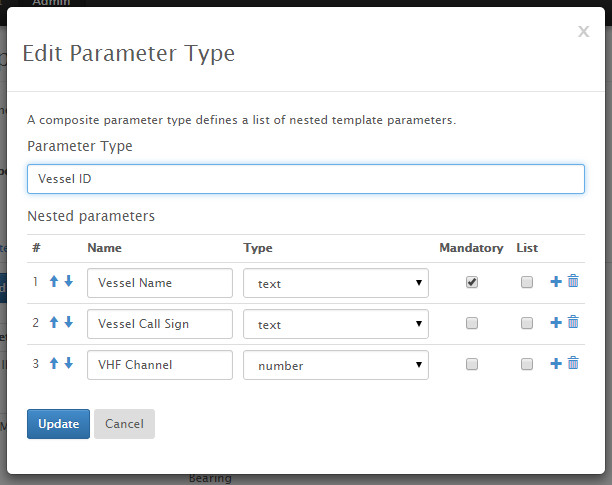 Admin
x
Edit Parameter Type
A composite parameter type defines a list of nested template parameters.
Parameter Type
Vessel ID
Nested parameters
# Name Type Mandatory List
1 Vessel Name text
2 Vessel Call Sign text
3 VHF Channel number
Update Cancel
Bearing